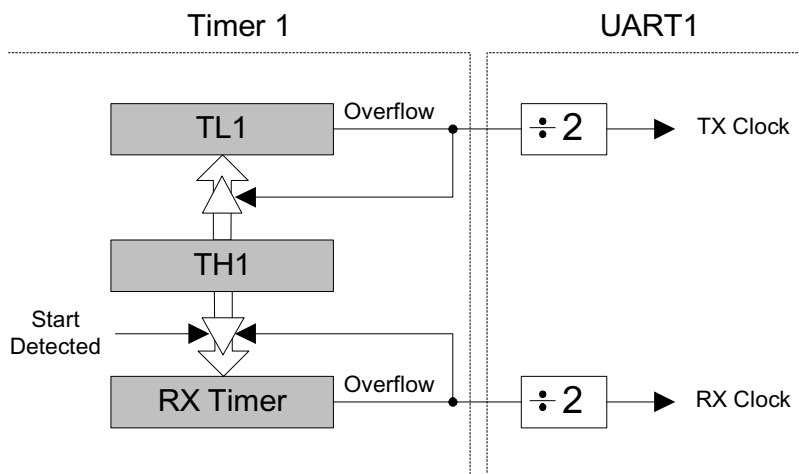 Timer 1
UART1
TL1
Overflow
÷ 2
TX Clock
TH1
Start
Detected
RX Timer
Overflow
÷ 2
RX Clock